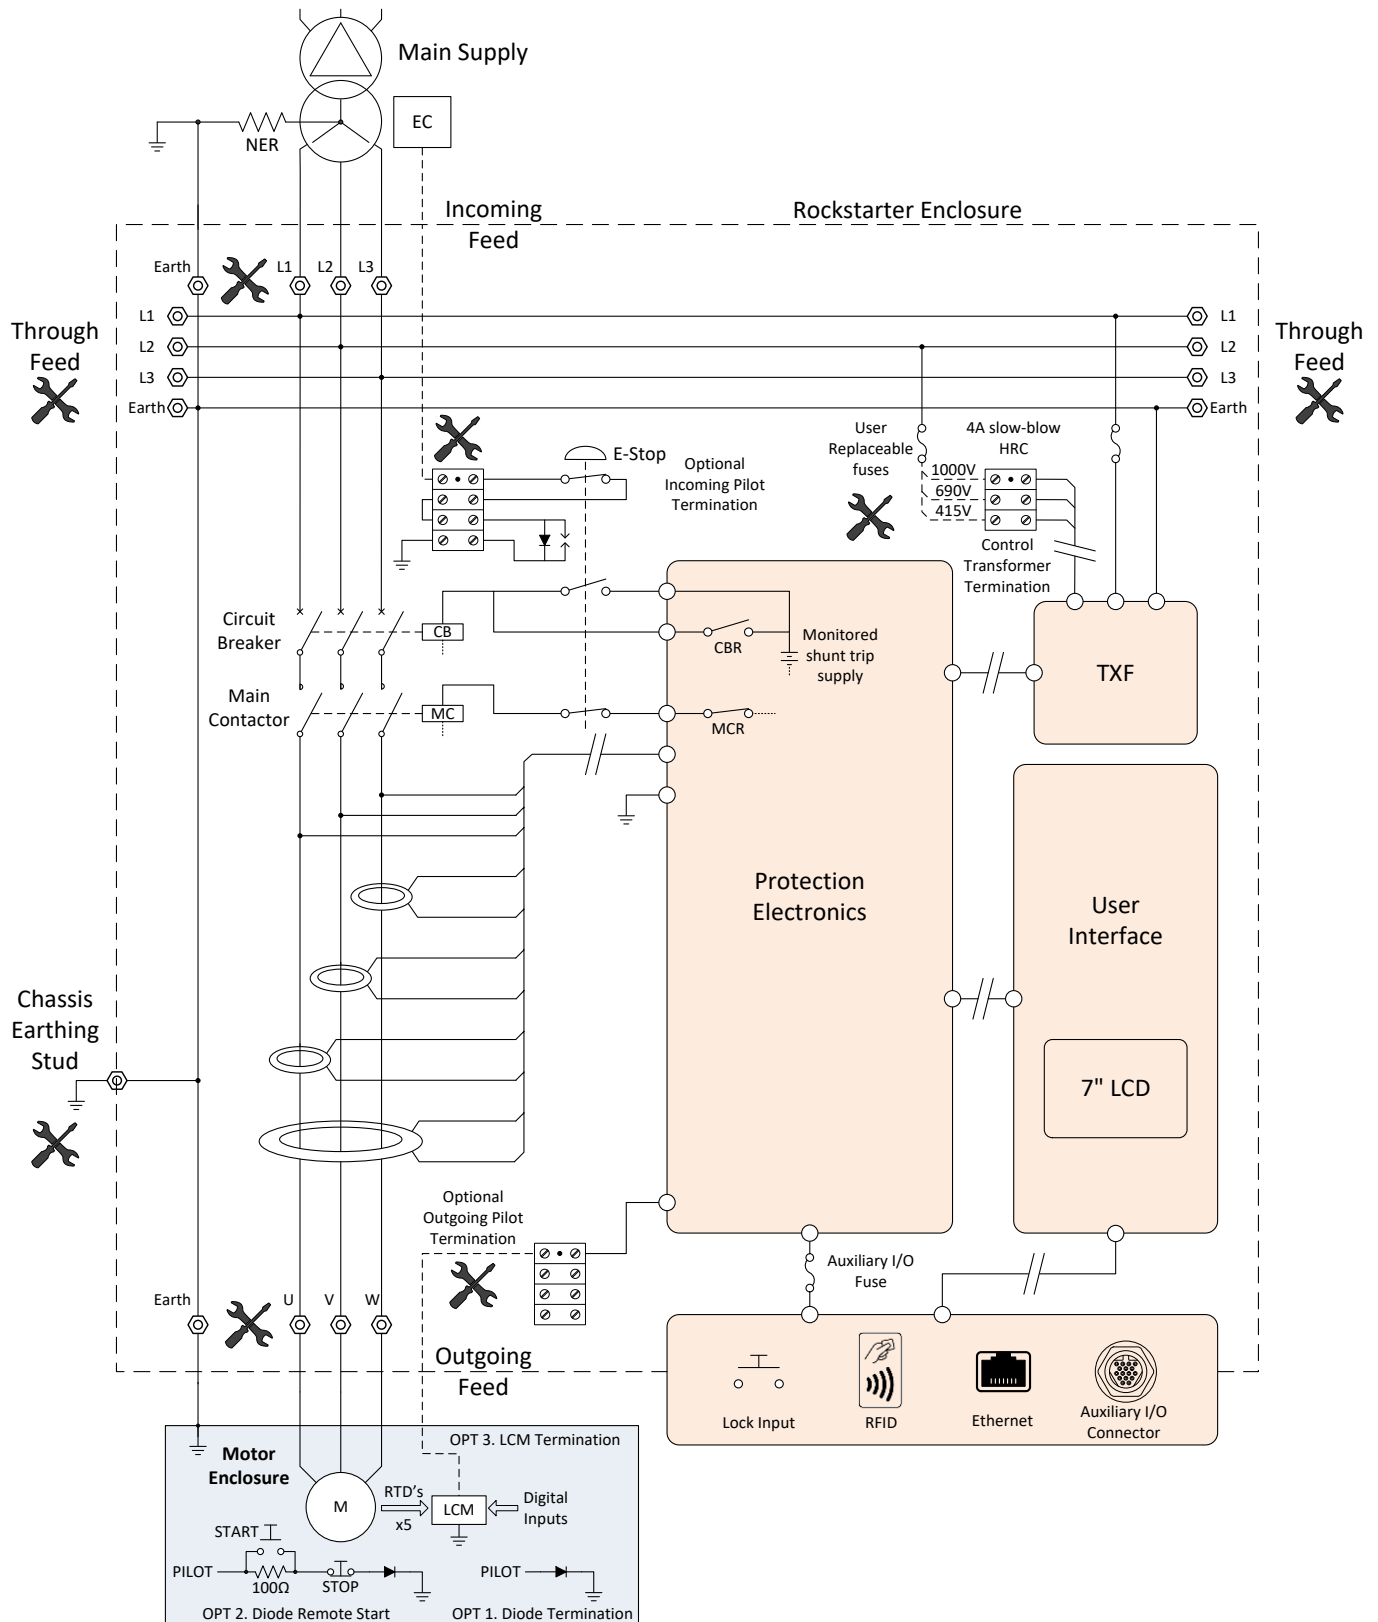 Main Supply
EC
NER
Incoming
Feed
Rockstarter Enclosure
Earth
L1
L2
L3
L1
L1
L2
L2
L3
L3
Earth
Earth
Through
Feed
Through
Feed
E-Stop
Optional
Incoming Pilot
Termination
User
Replaceable
fuses
4A slow-blow
HRC
1000V
690V
415V
Control
Transformer
Termination
Circuit
Breaker
CB
CBR
Monitored
shunt trip
supply
TXF
Main
Contactor
MC
MCR
Protection
Electronics
User
Interface
7" LCD
Chassis
Earthing
Stud
Optional
Outgoing Pilot
Termination
Auxiliary I/O
Fuse
Earth
U
V
W
Outgoing
Feed
Lock Input
RFID
Ethernet
Auxiliary I/O
Connector
Motor
Enclosure
OPT 3. LCM Termination
M
RTD's
x5
LCM
Digital
Inputs
START
PILOT
100Ω
STOP
PILOT
OPT 2. Diode Remote Start
OPT 1. Diode Termination